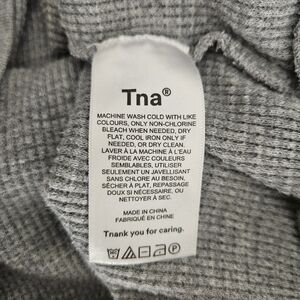 Tna®
MACHINE WASH COLD WITH LIKE
COLOURS, ONLY NON-CHLORINE
BLEACH WHEN NEEDED, DRY
FLAT, COOL IRON ONLY IF
NEEDED, OR DRY CLEAN.
LAVER À LA MACHINE À L'EAU
FROIDE AVEC COULEURS
SEMBLABLES, UTILISER
SEULEMENT UN JAVELLISANT
SANS CHLORE AU BESOIN,
SÉCHER À PLAT, REPASSAGE
DOUX SI NÉCESSAIRE, OU
NETTOYER À SEC.
MADE IN CHINA
FABRIQUÉ EN CHINE
Tnank you for caring.